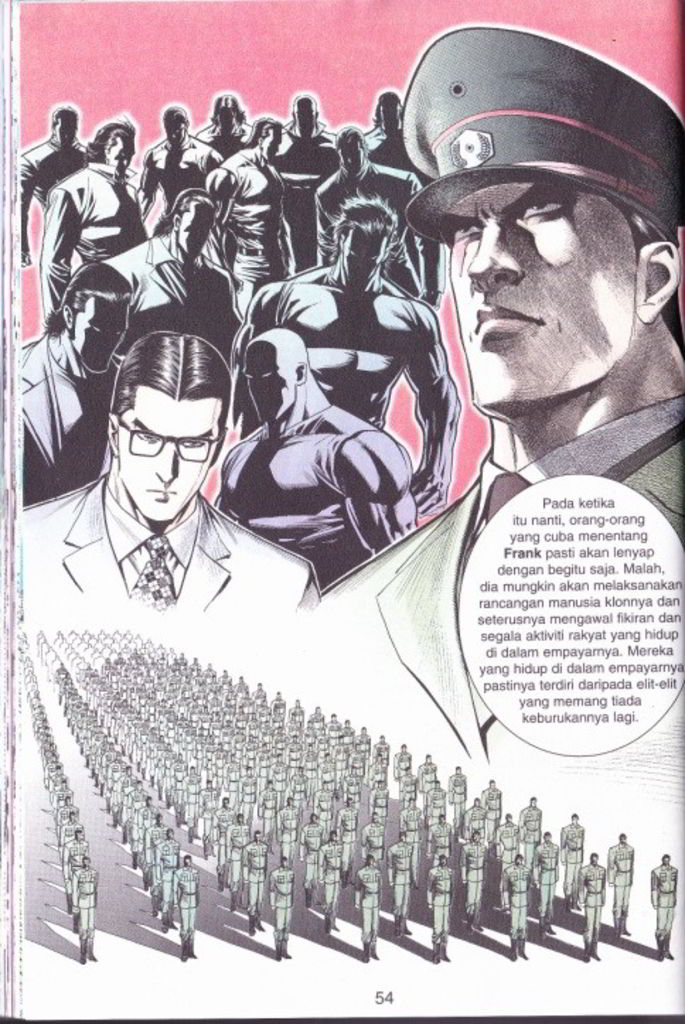 Pada ketika
itu nanti, orang-orang
yang cuba menentang
Frank pasti akan lenyap
dengan begitu saja. Malah,
dia mungkin akan melaksanakan
rancangan manusia klonnya dan
seterusnya mengawal fikiran dan
segala aktiviti rakyat yang hidup
di dalam empayarnya. Mereka
yang hidup di dalam empayarnya
pastinya terdiri daripada elit-elit
yang memang tiada
keburukannya lagi.
54